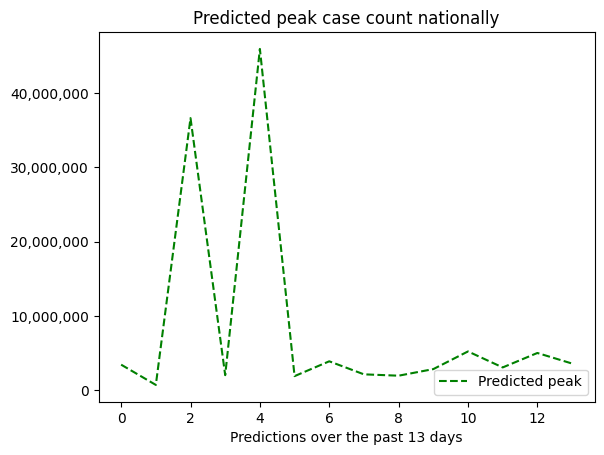 Predicted peak case count nationally
40,000,000
30,000,000
20,000,000
10,000,000
0
Predicted peak
0 2 4 6 8 10 12
Predictions over the past 13 days